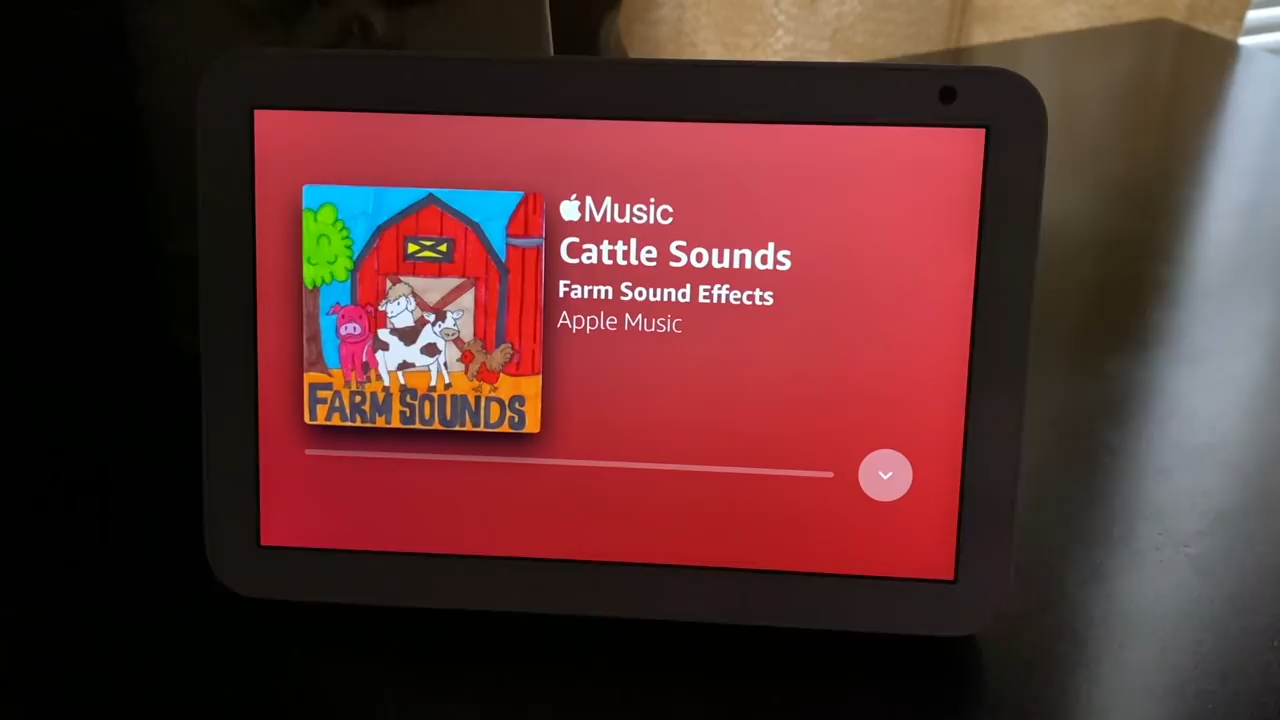 Music
Cattle Sounds
Farm Sound Effects
Apple Music
FARM SOUNDS